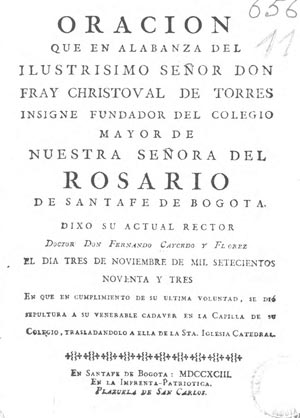 656
11
ORACION
QUE EN ALABANZA DEL
ILUSTRISIMO SEÑOR DON
FRAY CHRISTOVAL DE TORRES
INSIGNE FUNDADOR DEL COLEGIO
MAYOR DE
NUESTRA SEÑORA DEL
ROSARIO
DE SANTAFE DE BOGOTA.
DIXO SU ACTUAL RECTOR
Doctor Don Fernando Caycedo y Florez
EL DIA TRES DE NOVIEMBRE DE MIL SETECIENTOS
NOVENTA Y TRES
En que en cumplimiento de su ultima voluntad, se dió
sepultura a su venerable cadaver en la Capilla de su
Colegio, trasladandolo a ella de la Sta. Iglesia Catedral.
En Santafe de Bogota: MDCCXCIII.
En la Imprenta-Patriotica.
Plazuela de San Carlos.